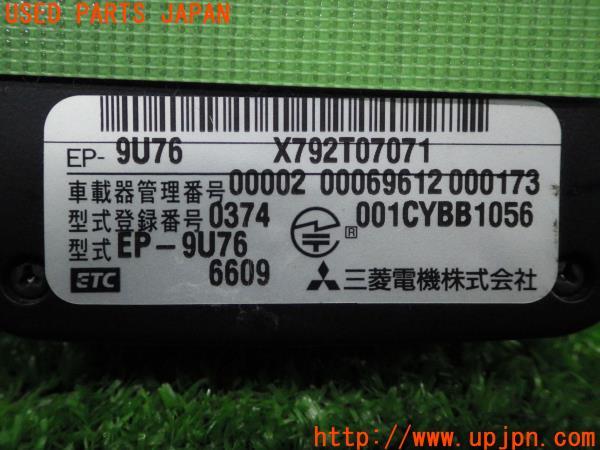 USED PARTS JAPAN
EP- 9U76 X792T07071
車載器管理番号 00002 00069612 000173
型式登録番号 0374 R 001CYBB1056
型式 EP-9U76
ETC 6609 三菱電機株式会社
http://www.upjpn.com/